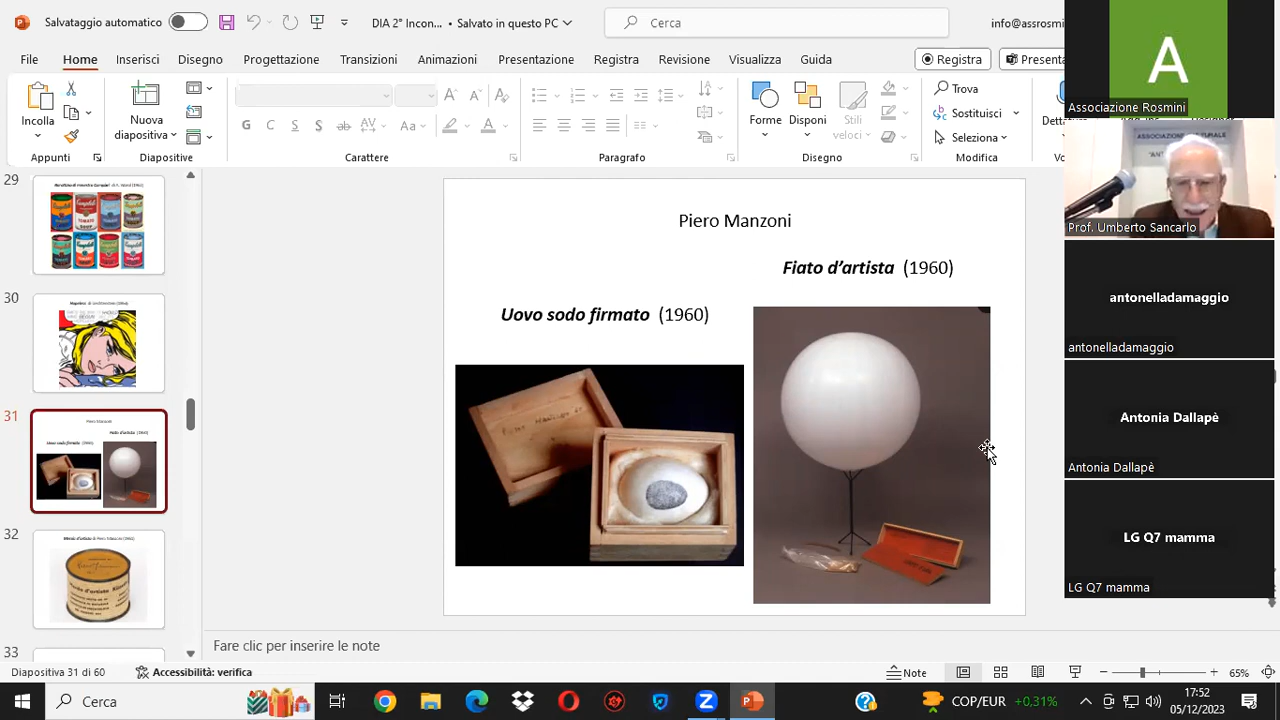 Salvataggio automatico
DIA 2° Incon... • Salvato in questo PC
Cerca
info@assrosmi
File
Home
Inserisci
Disegno
Progettazione
Transizioni
Animazioni
Presentazione
Registra
Revisione
Visualizza
Guida
Registra
Presenta
Incolla
Nuova
diapositiva
Forme
Disponi
Stili
veloci
Trova
Sostituisci
Seleziona
Appunti
Diapositive
Carattere
Paragrafo
Disegno
Modifica
29
30
31
32
33
Piero Manzoni
Fiato d'artista (1960)
Uovo sodo firmato (1960)
A
Associazione Rosmini
Prof. Umberto Sancarlo
antonelladamaggio
antonelladamaggio
Antonia Dallapè
Antonia Dallapè
LG Q7 mamma
LG Q7 mamma
Fare clic per inserire le note
Diapositiva 31 di 60
Accessibilità: verifica
Note
65%
Cerca
COP/EUR +0,31%
17:52
05/12/2023